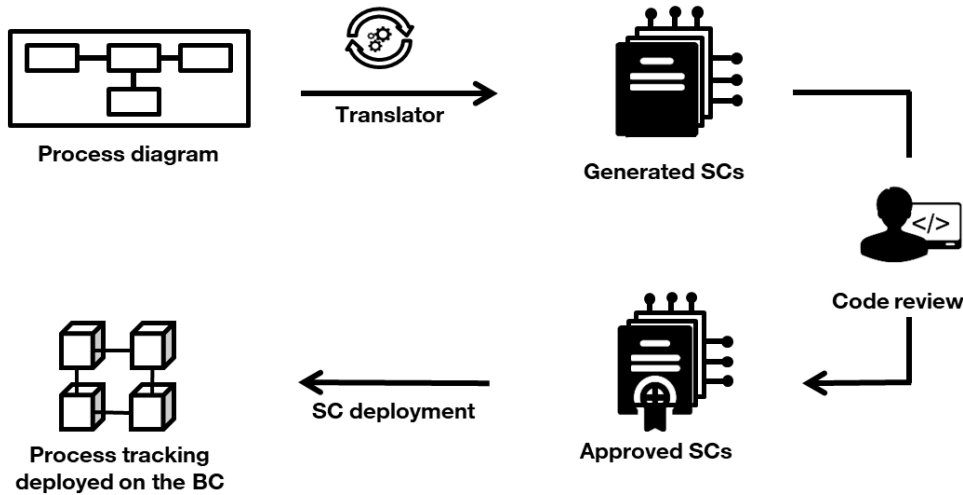 Translator
Process diagram
Generated SCs
</>
Code review
SC deployment
Approved SCs
Process tracking
deployed on the BC